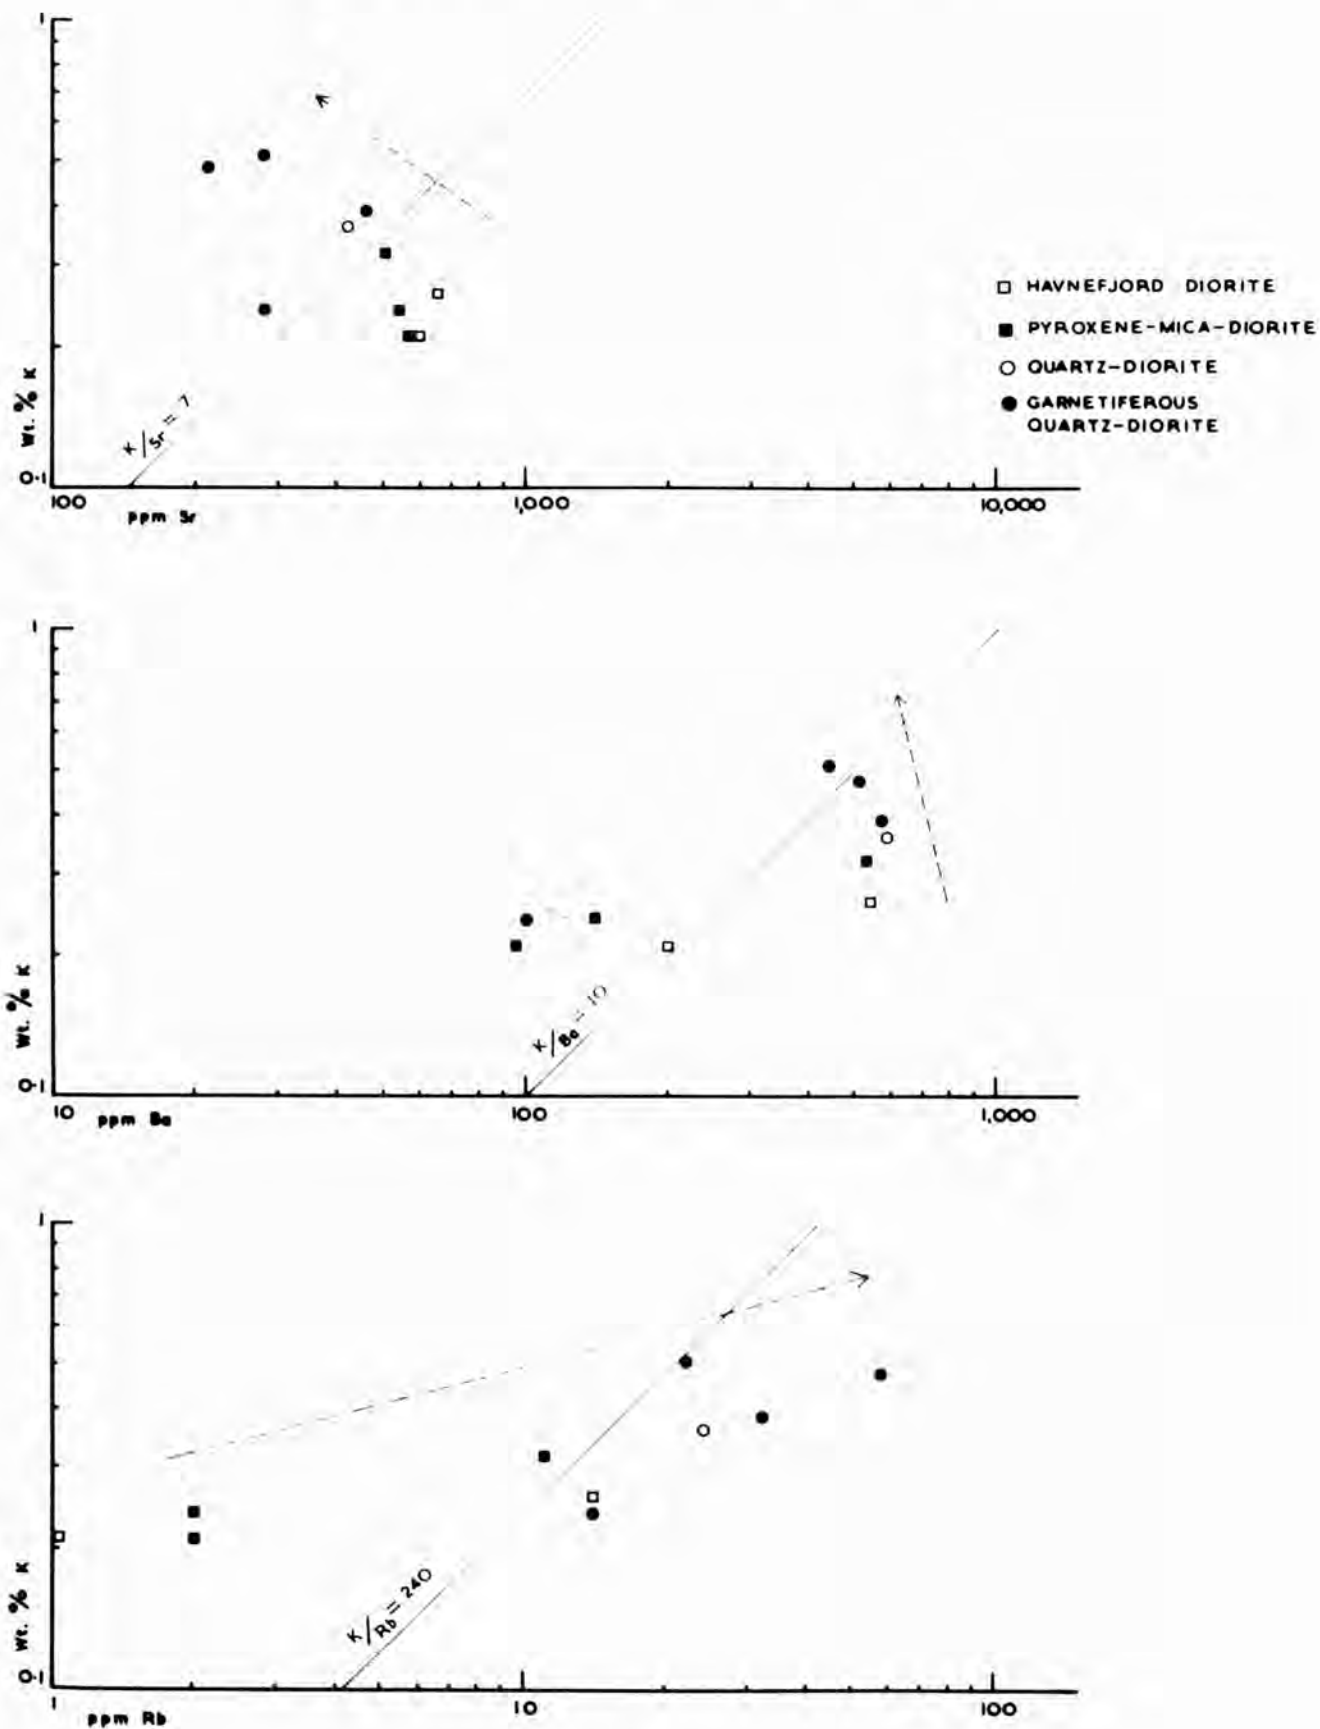 1
Wt. % K
0·1
K/Sr = 7
100
1,000
10,000
ppm Sr
HAVNEFJORD DIORITE
PYROXENE-MICA-DIORITE
QUARTZ-DIORITE
GARNETIFEROUS
QUARTZ-DIORITE
1
Wt. % K
0·1
K/Ba = 10
10
100
1,000
ppm Ba
1
Wt. % K
0·1
K/Rb = 240
1
10
100
ppm Rb